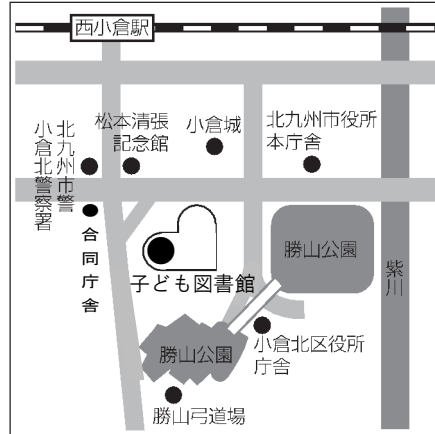 西小倉駅
北九州市警
小倉北警察署
松本清張
記念館
小倉城
北九州市役所
本庁舎
合同庁舎
子ども図書館
勝山公園
紫川
勝山公園
小倉北区役所
庁舎
勝山弓道場